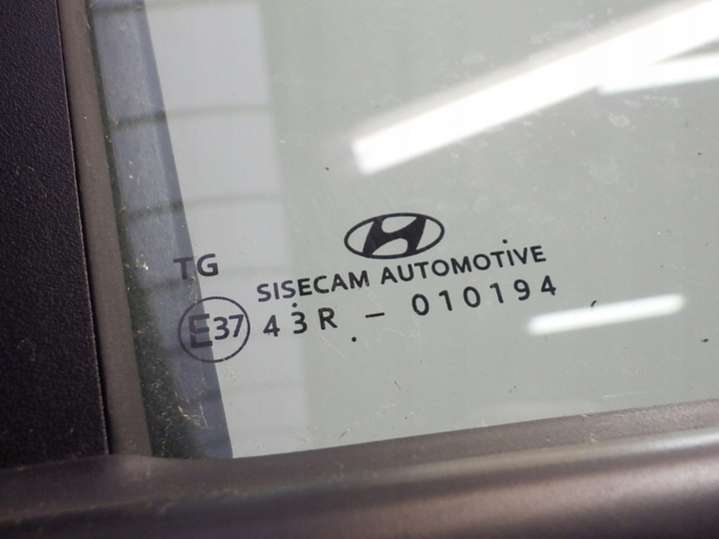 TG
SISECAM AUTOMOTIVE
E37 43R - 010194